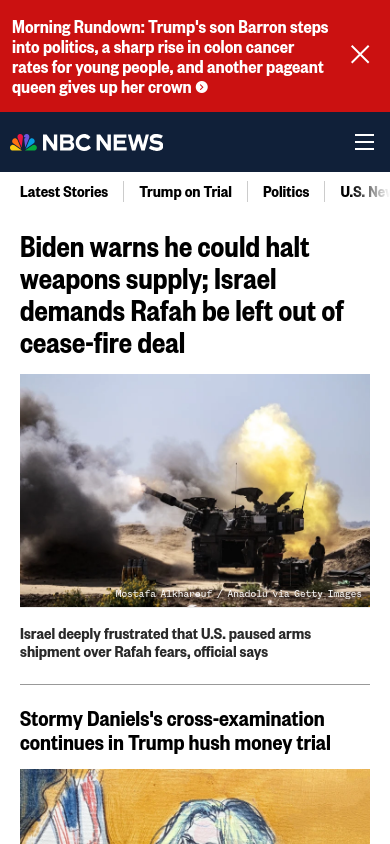 Morning Rundown: Trump's son Barron steps
into politics, a sharp rise in colon cancer
rates for young people, and another pageant
queen gives up her crown
NBC NEWS
Latest Stories
Trump on Trial
Politics
U.S. Ne
Biden warns he could halt
weapons supply; Israel
demands Rafah be left out of
cease-fire deal
Mostafa Alkharouf / Anadolu via Getty Images
Israel deeply frustrated that U.S. paused arms
shipment over Rafah fears, official says
Stormy Daniels's cross-examination
continues in Trump hush money trial